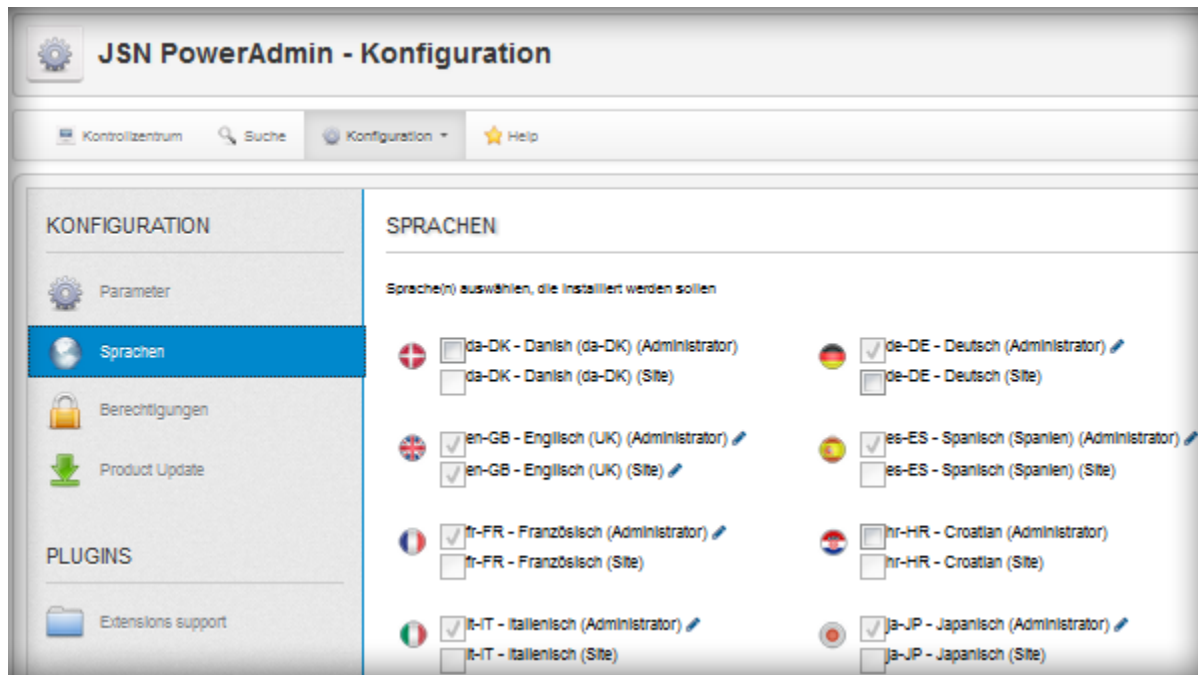 JSN PowerAdmin - Konfiguration
Kontrollzentrum Suche Konfiguration Help
KONFIGURATION
Parameter
Sprachen
Berechtigungen
Product Update
PLUGINS
Extensions support
SPRACHEN
Sprache(n) auswählen, die installiert werden sollen
da-DK - Danish (da-DK) (Administrator)
da-DK - Danish (da-DK) (Site)
de-DE - Deutsch (Administrator)
de-DE - Deutsch (Site)
en-GB - Englisch (UK) (Administrator)
en-GB - Englisch (UK) (Site)
es-ES - Spanisch (Spanien) (Administrator)
es-ES - Spanisch (Spanien) (Site)
fr-FR - Französisch (Administrator)
fr-FR - Französisch (Site)
hr-HR - Croatian (Administrator)
hr-HR - Croatian (Site)
it-IT - Italienisch (Administrator)
it-IT - Italienisch (Site)
ja-JP - Japanisch (Administrator)
ja-JP - Japanisch (Site)